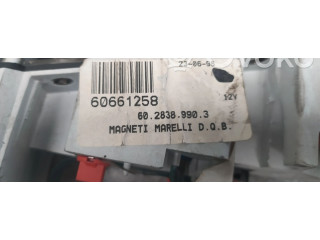 60661258
12V
60.2838.990.3
MAGNETI MARELLI D.Q.B.